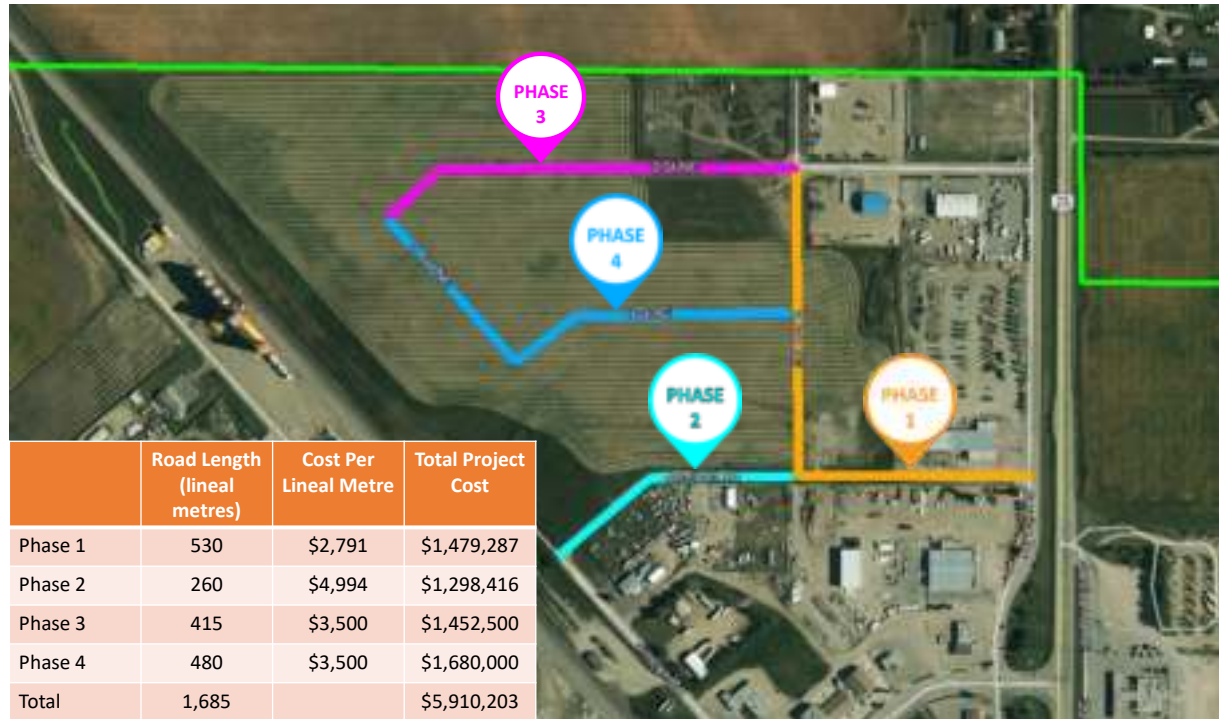 PHASE
3
PHASE
4
PHASE
2
PHASE
1
Road Length
(lineal
metres)
Cost Per
Lineal Metre
Total Project
Cost
Phase 1 530 $2,791 $1,479,287
Phase 2 260 $4,994 $1,298,416
Phase 3 415 $3,500 $1,452,500
Phase 4 480 $3,500 $1,680,000
Total 1,685 $5,910,203